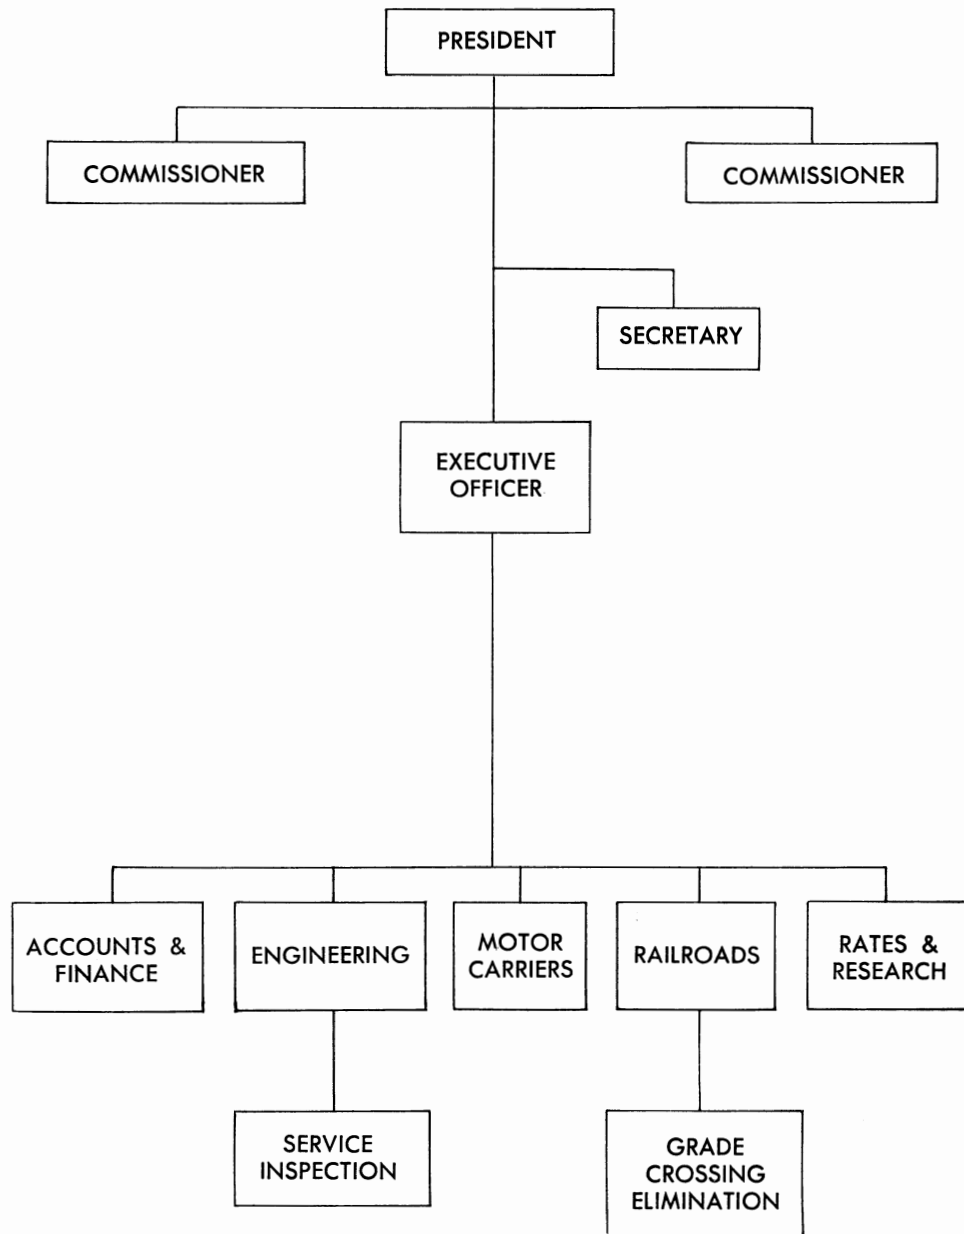 PRESIDENT
COMMISSIONER
COMMISSIONER
SECRETARY
EXECUTIVE
OFFICER
ACCOUNTS &
FINANCE
ENGINEERING
MOTOR
CARRIERS
RAILROADS
RATES &
RESEARCH
SERVICE
INSPECTION
GRADE
CROSSING
ELIMINATION